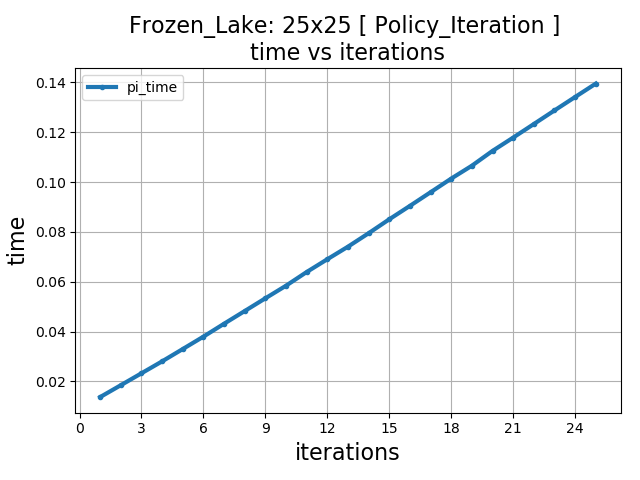 Frozen_Lake: 25x25 [ Policy_Iteration ]
time vs iterations
pi_time
time
0.14
0.12
0.10
0.08
0.06
0.04
0.02
0 3 6 9 12 15 18 21 24
iterations